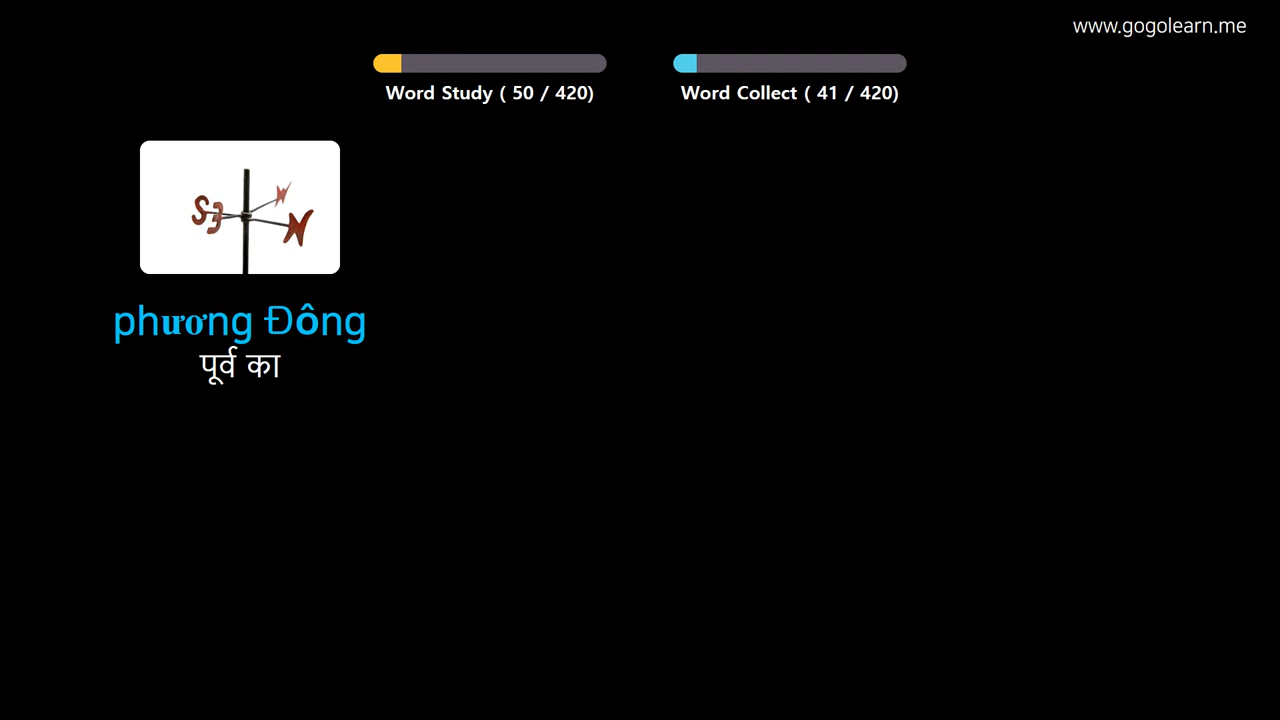 www.gogolearn.me
Word Study ( 50 / 420)
Word Collect ( 41 / 420)
S
N
phương Đông
पूर्व का